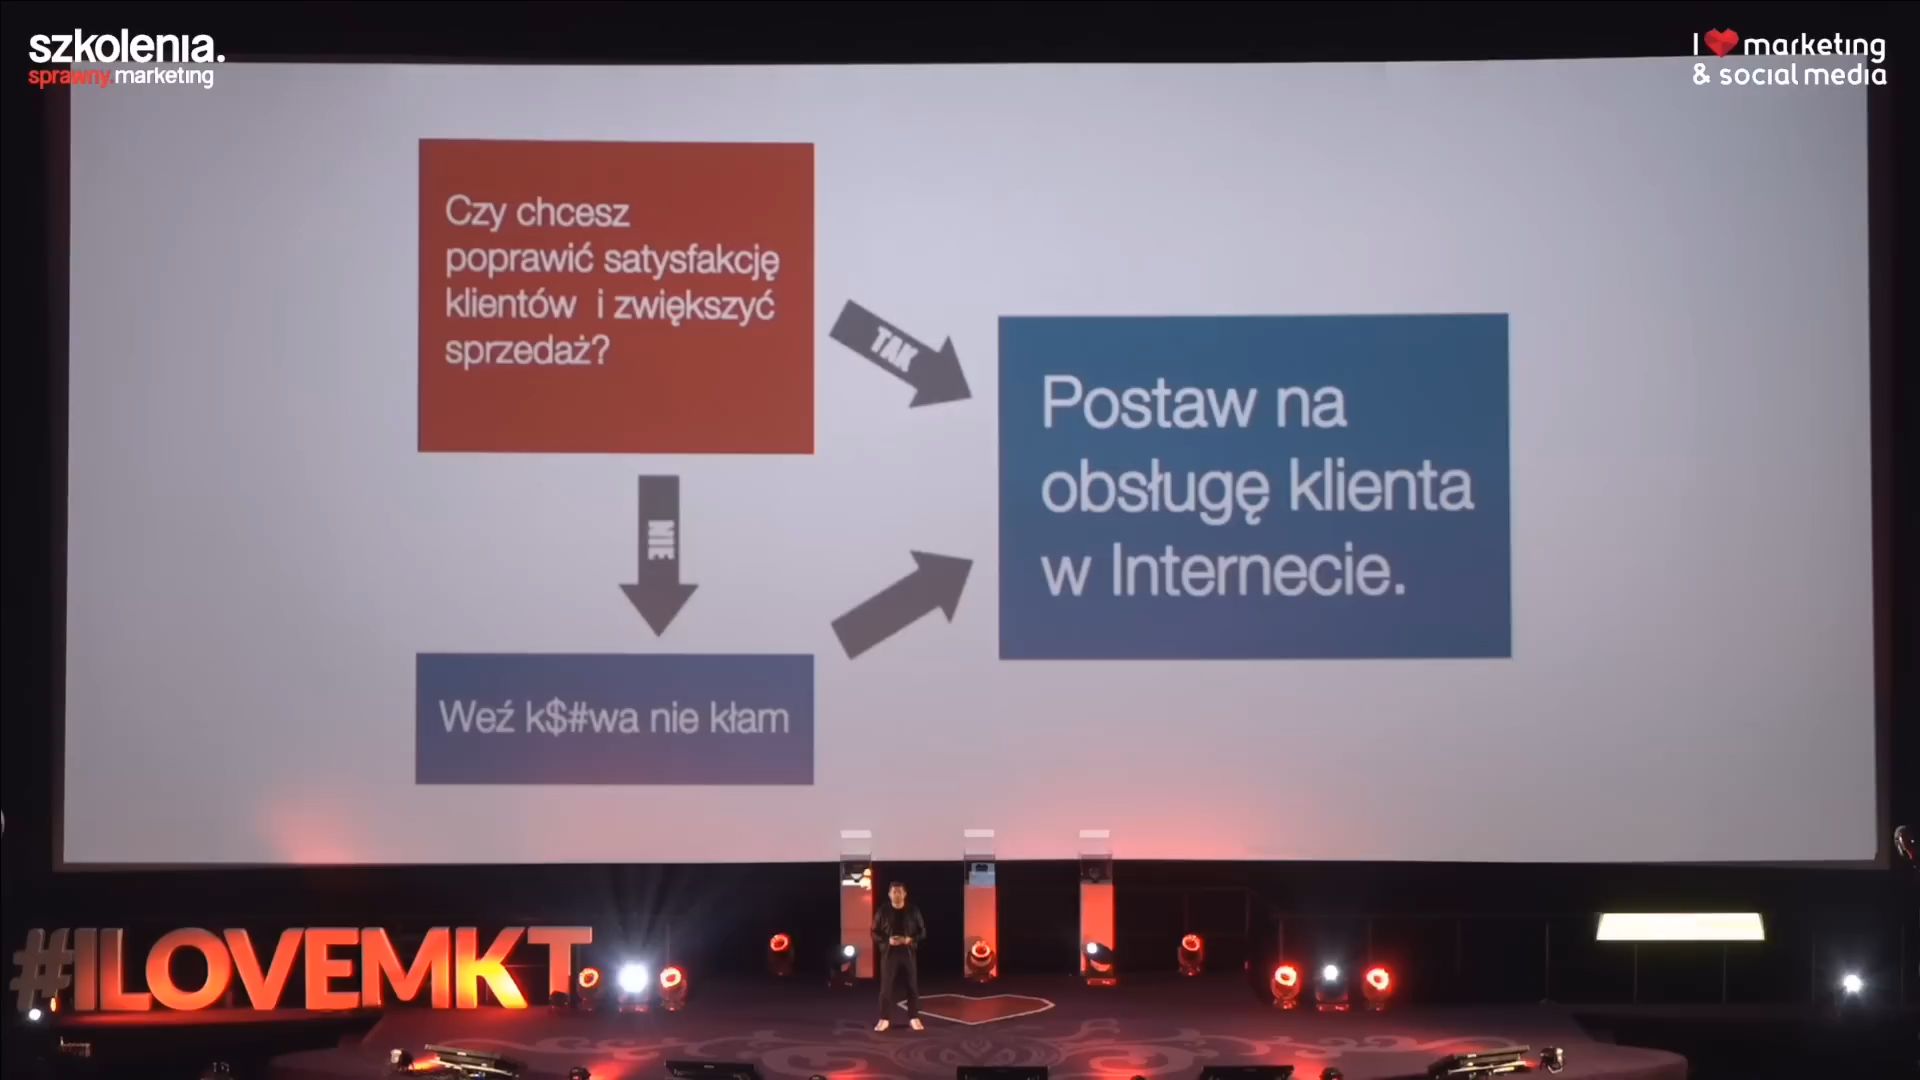 szkolenia.
sprawny.marketing
I marketing
& social media
Czy chcesz
poprawić satysfakcję
klientów i zwiększyć
sprzedaż?
TAK
Postaw na
obsługę klienta
w Internecie.
NIE
Weź k$#wa nie kłam
#ILOVEMKT